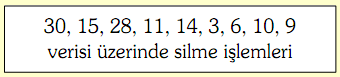 30, 15, 28, 11, 14, 3, 6, 10, 9
verisi üzerinde silme işlemleri